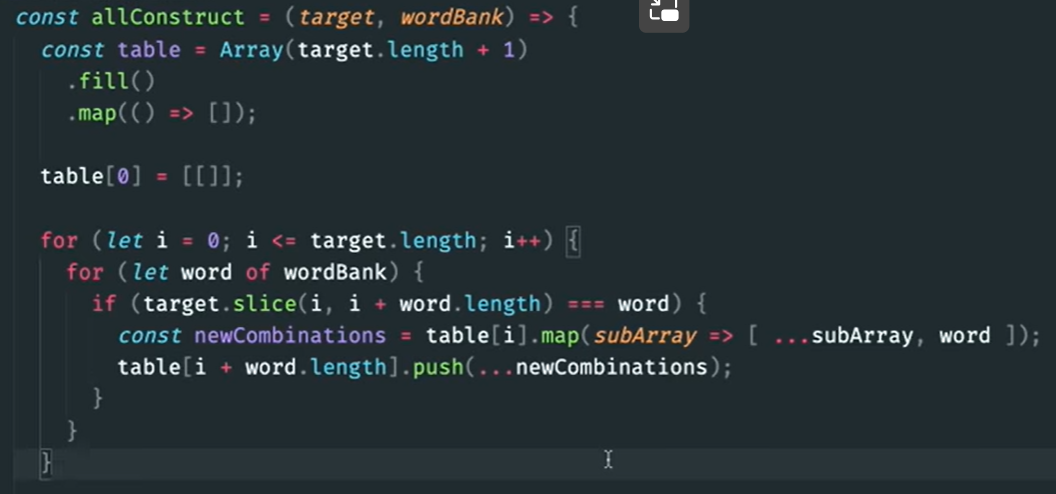 const allConstruct = (target, wordBank) => {
  const table = Array(target.length + 1)
    .fill()
    .map(() => []);

  table[0] = [[]];

  for (let i = 0; i <= target.length; i++) {
    for (let word of wordBank) {
      if (target.slice(i, i + word.length) === word) {
        const newCombinations = table[i].map(subArray => [ ...subArray, word ]);
        table[i + word.length].push(...newCombinations);
      }
    }
  }